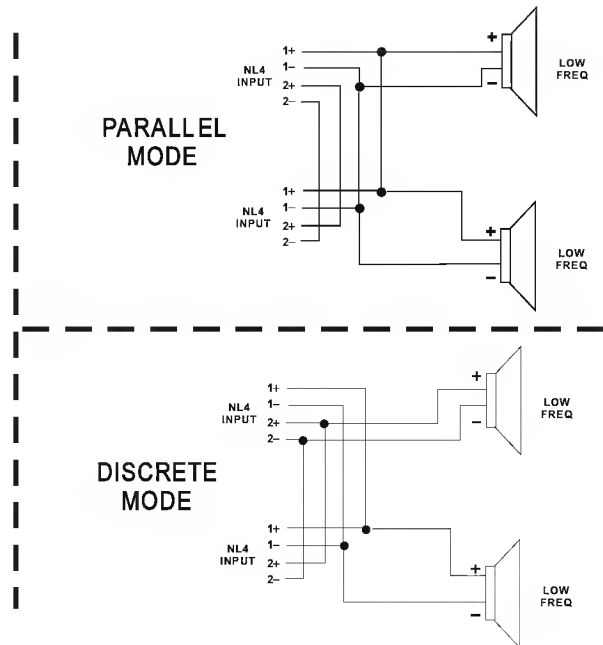 PARALLEL
MODE
NL4
INPUT
1+
1–
2+
2–
+
–
LOW
FREQ
NL4
INPUT
1+
1–
2+
2–
+
–
LOW
FREQ
DISCRETE
MODE
NL4
INPUT
1+
1–
2+
2–
+
–
LOW
FREQ
NL4
INPUT
1+
1–
2+
2–
+
–
LOW
FREQ